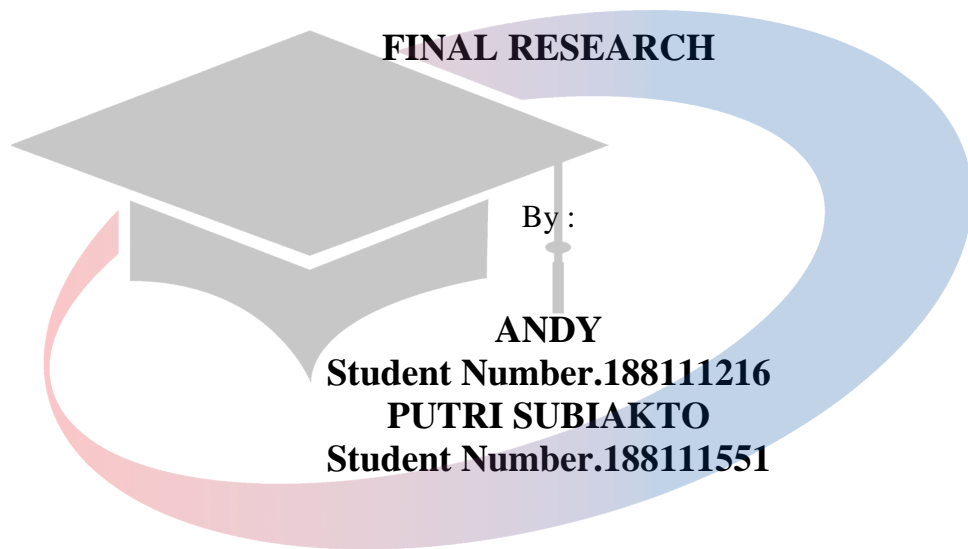 FINAL RESEARCH
By :
ANDY
Student Number.188111216
PUTRI SUBIAKTO
Student Number.188111551